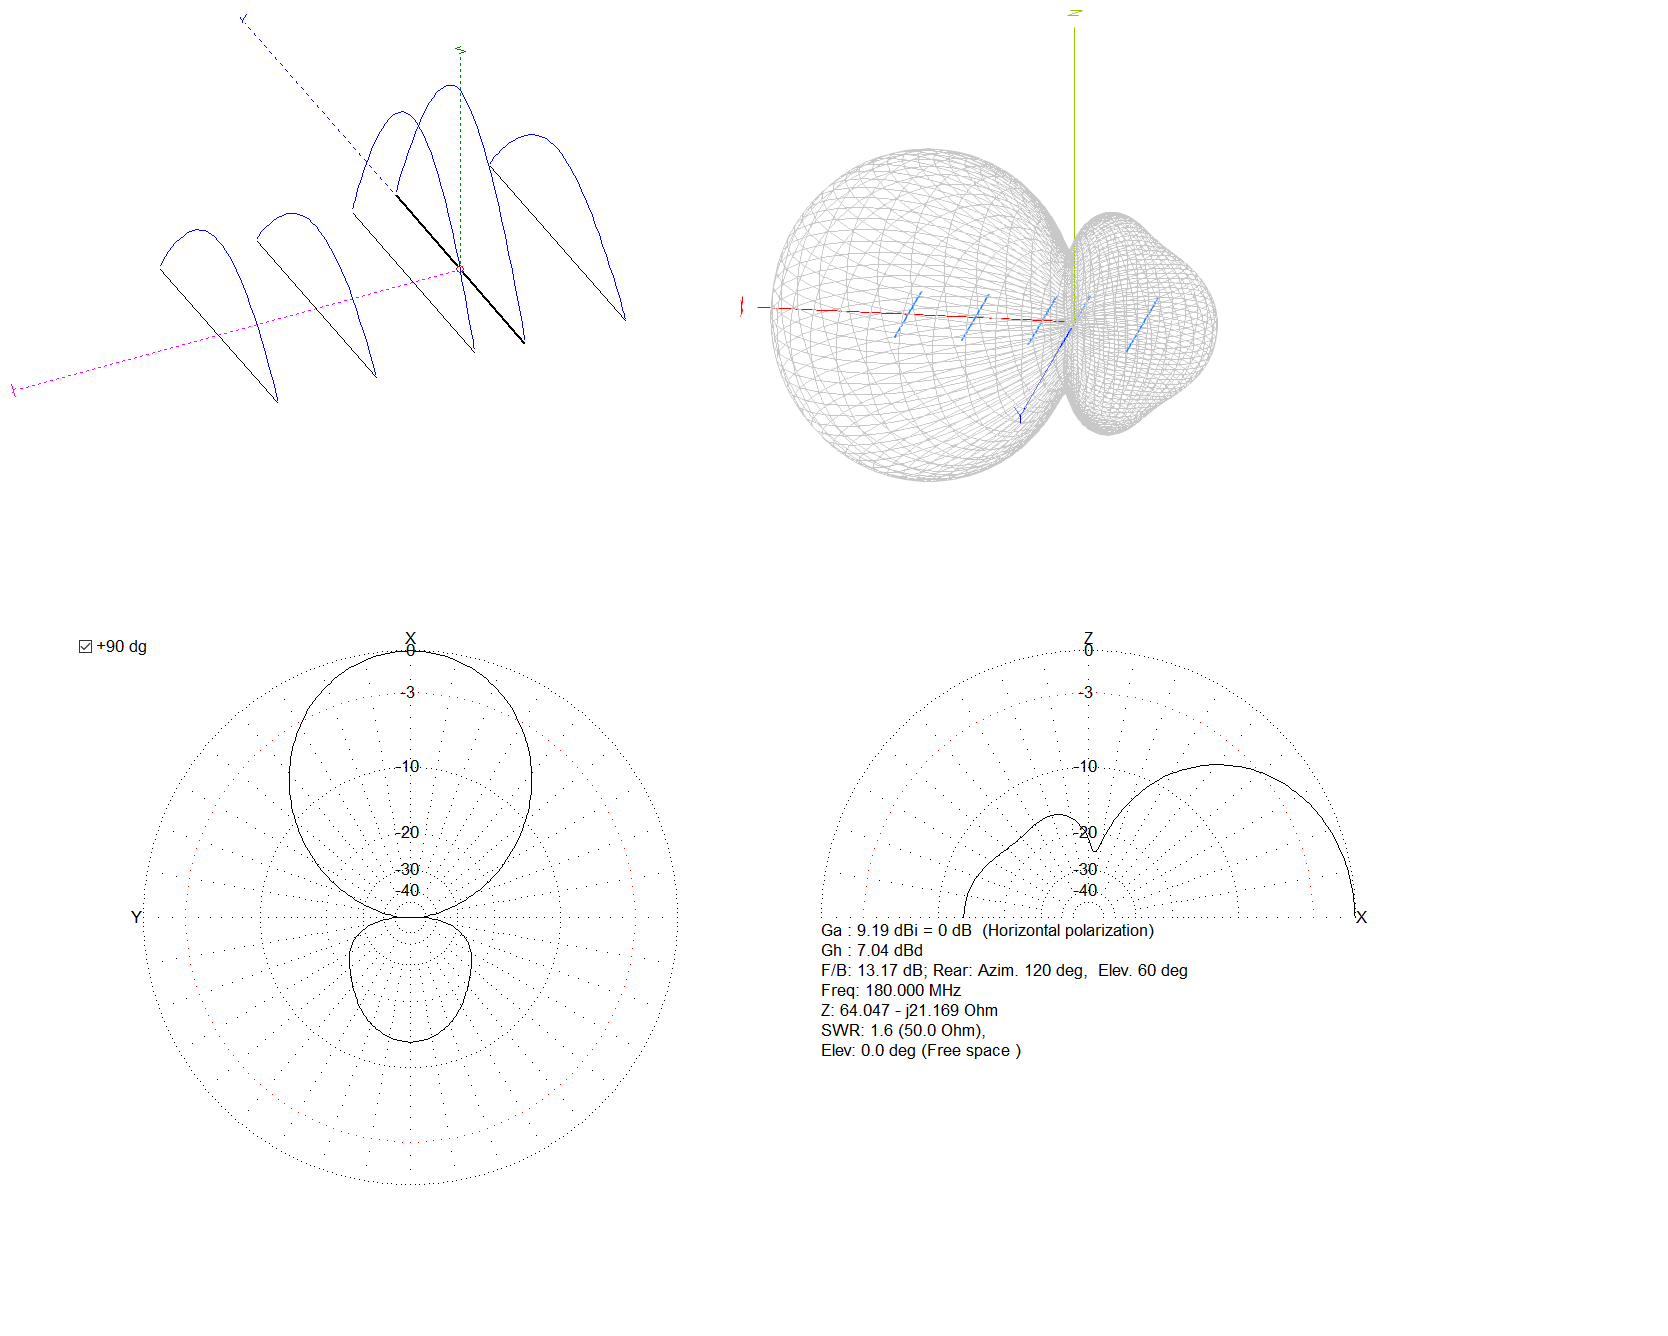 Y
Z
X
Z
X
Y
+90 dg
X
0
-3
-10
-20
-30
-40
Y
Z
0
-3
-10
-20
-30
-40
X
Ga : 9.19 dBi = 0 dB (Horizontal polarization)
Gh : 7.04 dBd
F/B: 13.17 dB; Rear: Azim. 120 deg, Elev. 60 deg
Freq: 180.000 MHz
Z: 64.047 - j21.169 Ohm
SWR: 1.6 (50.0 Ohm),
Elev: 0.0 deg (Free space )